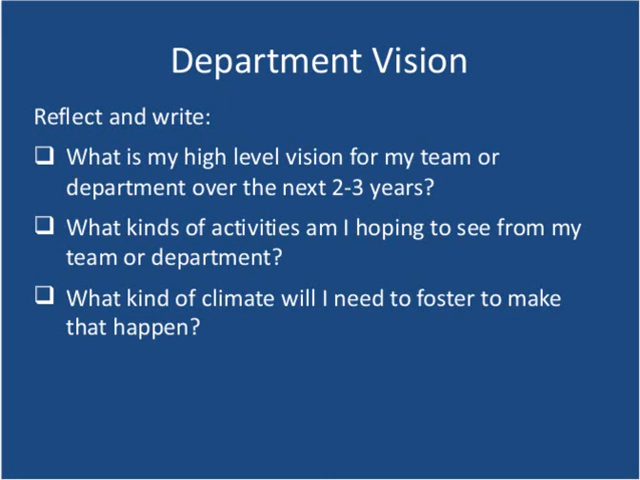 Department Vision
Reflect and write:
❑ What is my high level vision for my team or
department over the next 2-3 years?
❑ What kinds of activities am I hoping to see from my
team or department?
❑ What kind of climate will I need to foster to make
that happen?